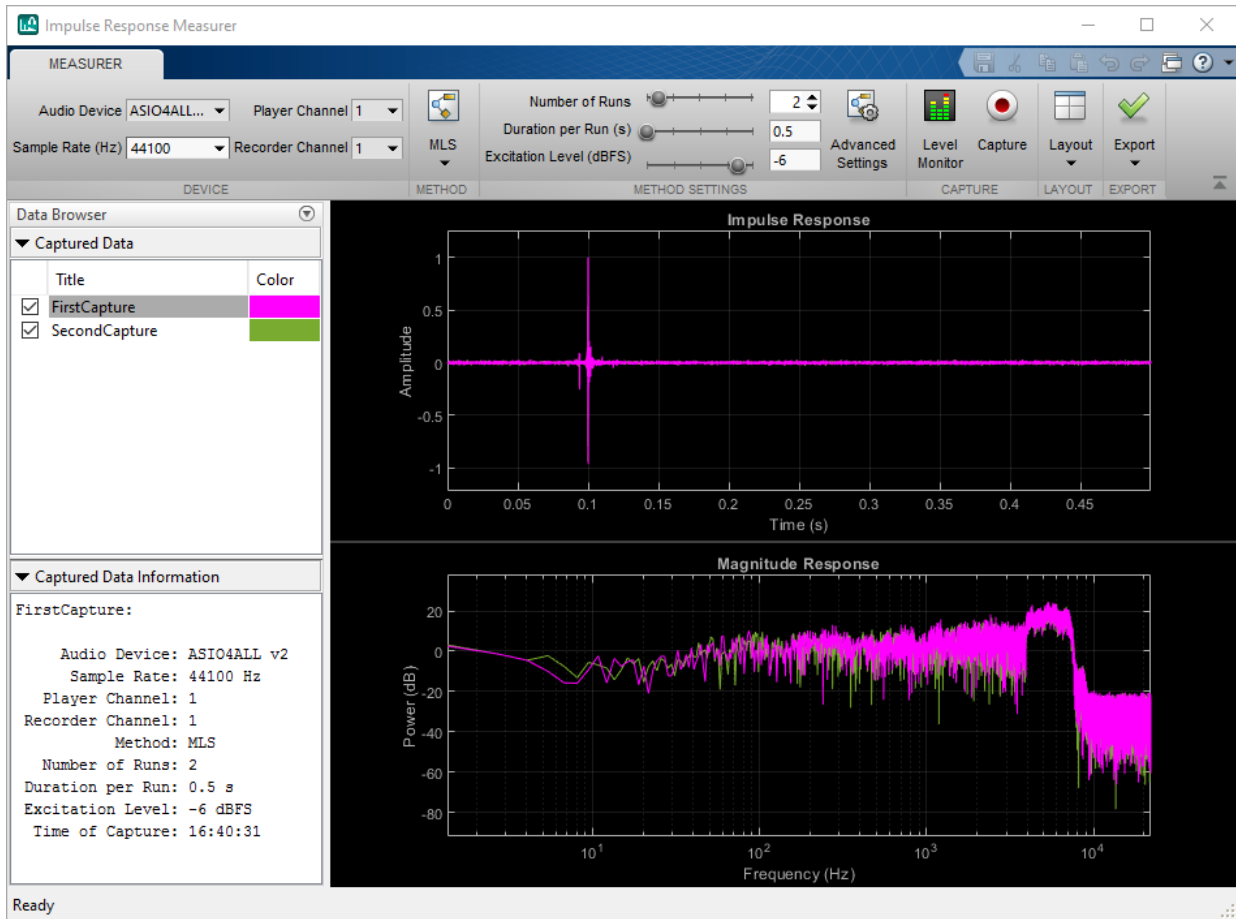 Impulse Response Measurer
MEASURER
Audio Device ASIO4ALL... Player Channel 1
Sample Rate (Hz) 44100 Recorder Channel 1
DEVICE
MLS
METHOD
Number of Runs 2
Duration per Run (s) 0.5
Excitation Level (dBFS) -6
Advanced
Settings
METHOD SETTINGS
Level
Monitor
Capture
CAPTURE
Layout
LAYOUT
Export
EXPORT
Data Browser
Captured Data
Title Color
FirstCapture
SecondCapture
Captured Data Information
FirstCapture:
Audio Device: ASIO4ALL v2
Sample Rate: 44100 Hz
Player Channel: 1
Recorder Channel: 1
Method: MLS
Number of Runs: 2
Duration per Run: 0.5 s
Excitation Level: -6 dBFS
Time of Capture: 16:40:31
Impulse Response
Amplitude
1
0.5
0
-0.5
-1
0 0.05 0.1 0.15 0.2 0.25 0.3 0.35 0.4 0.45
Time (s)
Magnitude Response
Power (dB)
20
0
-20
-40
-60
-80
10¹ 10² 10³ 10⁴
Frequency (Hz)
Ready